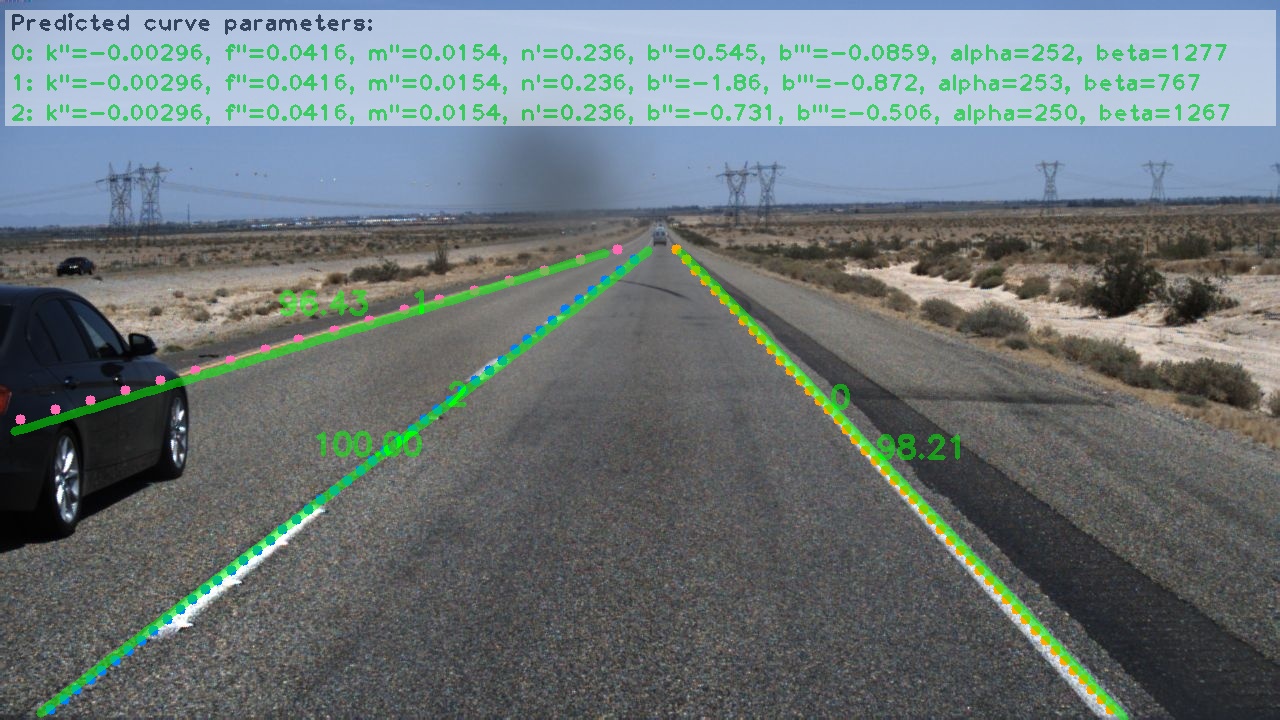 Predicted curve parameters:
0: k''=-0.00296, f''=0.0416, m''=0.0154, n'=0.236, b''=0.545, b'''=-0.0859, alpha=252, beta=1277
1: k''=-0.00296, f''=0.0416, m''=0.0154, n'=0.236, b''=-1.86, b'''=-0.872, alpha=253, beta=767
2: k''=-0.00296, f''=0.0416, m''=0.0154, n'=0.236, b''=-0.731, b'''=-0.506, alpha=250, beta=1267
96.43 1
2 0
100.00 98.21